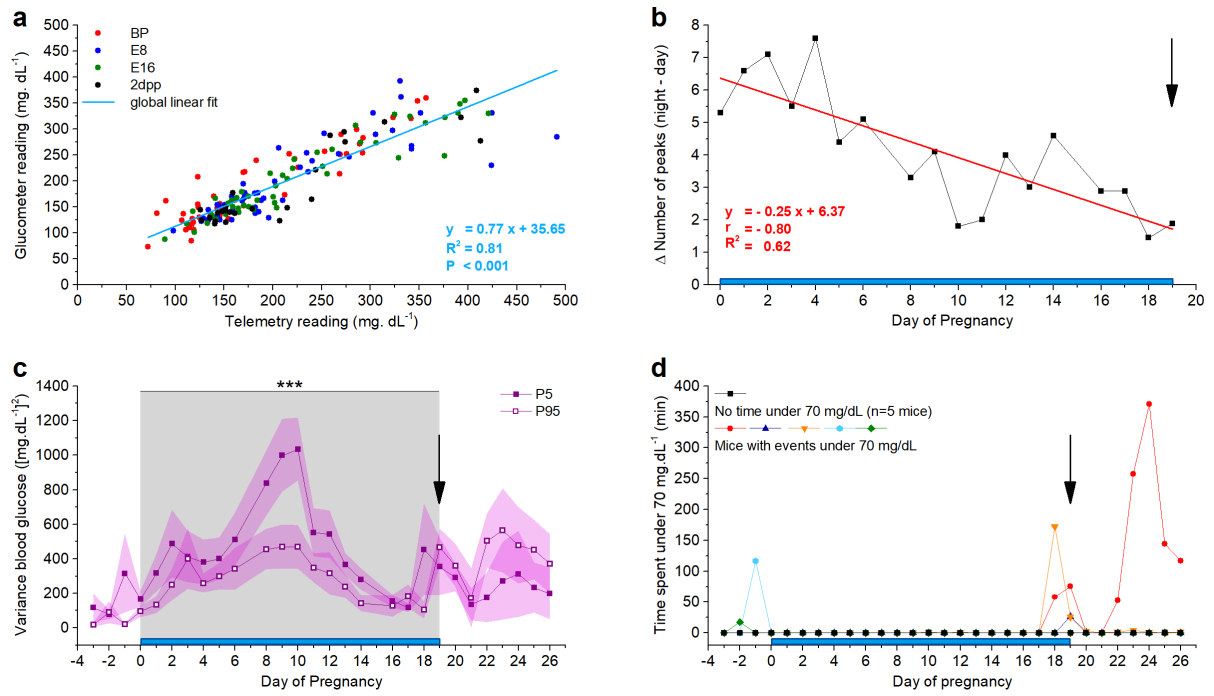 a
Glucometer reading (mg. dL-1)
500
450
400
350
300
250
200
150
100
50
0
BP
E8
E16
2dpp
global linear fit
y = 0.77 x + 35.65
R2 = 0.81
P < 0.001
0 50 100 150 200 250 300 350 400 450 500
Telemetry reading (mg. dL-1)
b
Δ Number of peaks (night - day)
8
7
6
5
4
3
2
1
0
y = - 0.25 x + 6.37
r = - 0.80
R2 = 0.62
0 2 4 6 8 10 12 14 16 18 20
Day of Pregnancy
c
Variance blood glucose ([mg.dL-1]2)
1400
1200
1000
800
600
400
200
0
***
P5
P95
-4 -2 0 2 4 6 8 10 12 14 16 18 20 22 24 26
Day of Pregnancy
d
Time spent under 70 mg.dL-1 (min)
400
350
300
250
200
150
100
50
0
No time under 70 mg/dL (n=5 mice)
Mice with events under 70 mg/dL
-4 -3 -2 -1 0 2 4 6 8 10 12 14 16 18 20 22 24 26
Day of pregnancy